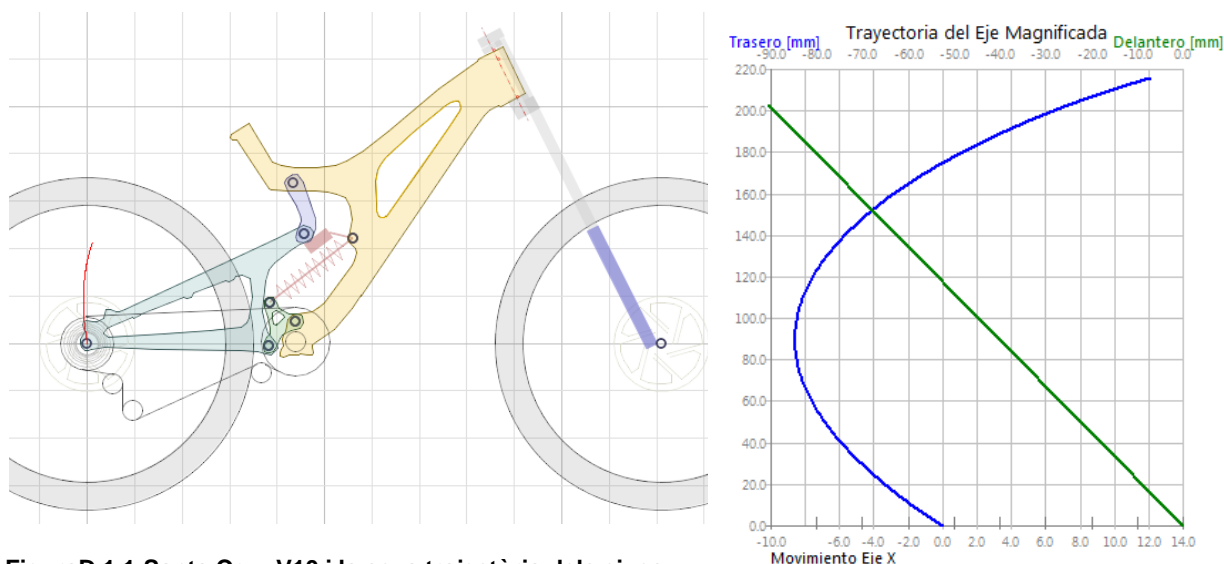 Trayectoria del Eje Magnificada
Trasero [mm]
Delantero [mm]
-90.0 -80.0 -70.0 -60.0 -50.0 -40.0 -30.0 -20.0 -10.0 0.0
220.0
200.0
180.0
160.0
140.0
120.0
100.0
80.0
60.0
40.0
20.0
0.0
-10.0 -6.0 -4.0 -2.0 0.0 2.0 4.0 6.0 8.0 10.0 12.0 14.0
Movimiento Eje X
V10 i la seva trajectòria